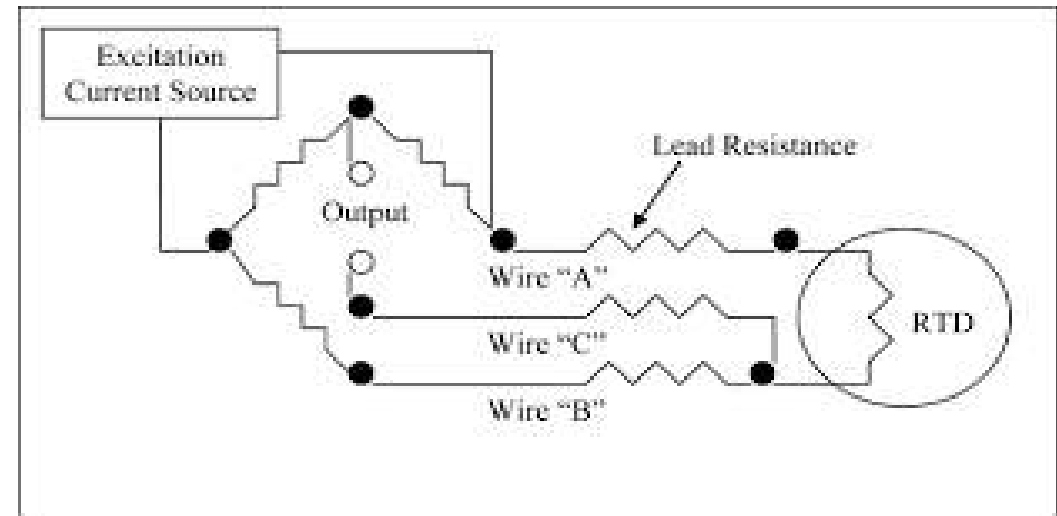 Excitation
Current Source
Lead Resistance
Output
Wire "A"
Wire "C"
RTD
Wire "B"